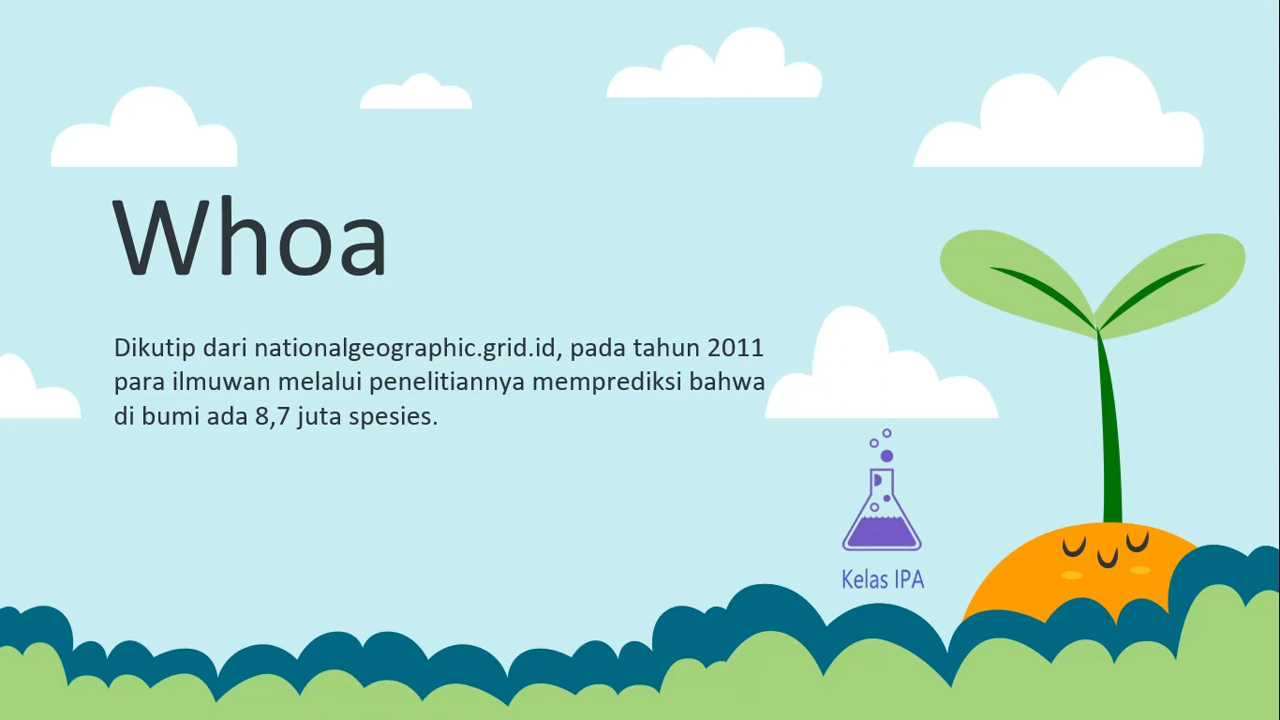 Whoa
Dikutip dari nationalgeographic.grid.id, pada tahun 2011
para ilmuwan melalui penelitiannya memprediksi bahwa
di bumi ada 8,7 juta spesies.
Kelas IPA